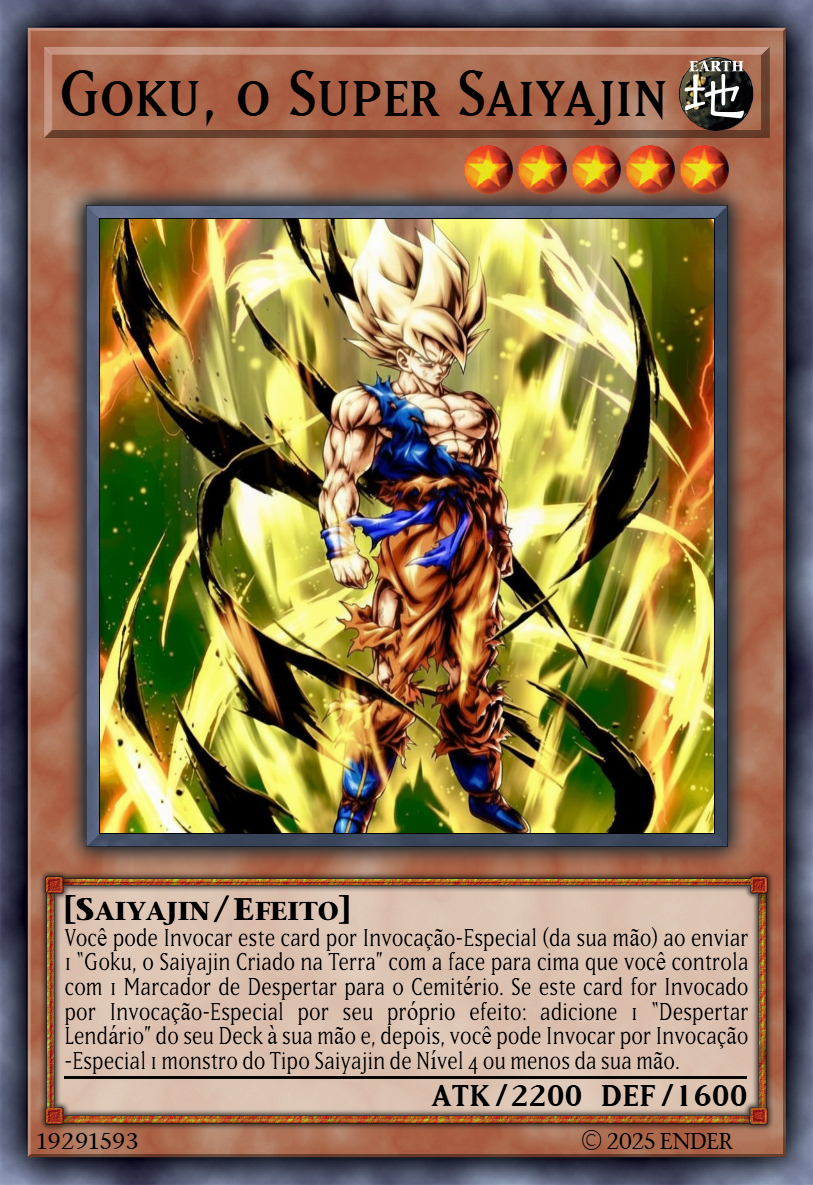 Goku, o Super Saiyajin
EARTH
地
[Saiyajin/Efeito]
Você pode Invocar este card por Invocação-Especial (da sua mão) ao enviar
1 "Goku, o Saiyajin Criado na Terra" com a face para cima que você controla
com 1 Marcador de Despertar para o Cemitério. Se este card for Invocado
por Invocação-Especial por seu próprio efeito: adicione 1 "Despertar
Lendário" do seu Deck à sua mão e, depois, você pode Invocar por Invocação
-Especial 1 monstro do Tipo Saiyajin de Nível 4 ou menos da sua mão.
ATK/2200 DEF/1600
19291593 © 2025 ENDER